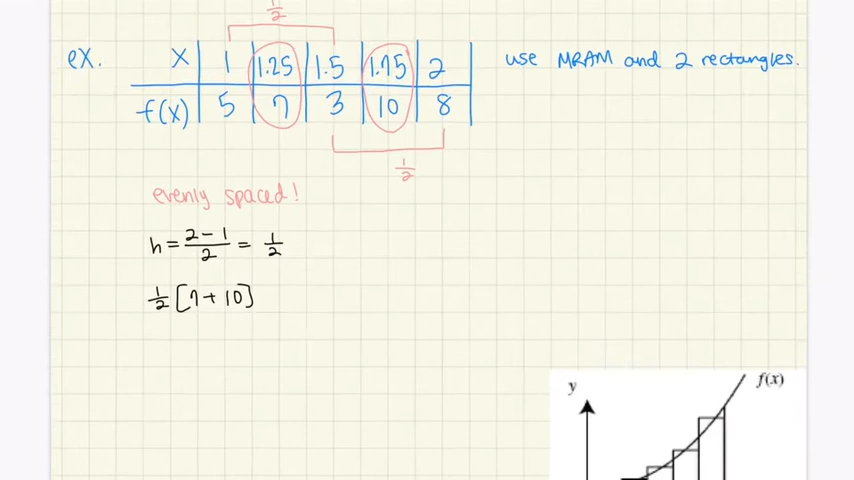 1/2
ex. x | 1 | 1.25 | 1.5 | 1.75 | 2 use MRAM and 2 rectangles.
f(x) | 5 | 7 | 3 | 10 | 8
1/2
evenly spaced!
h = (2-1)/2 = 1/2
1/2 [7 + 10]
y f(x)